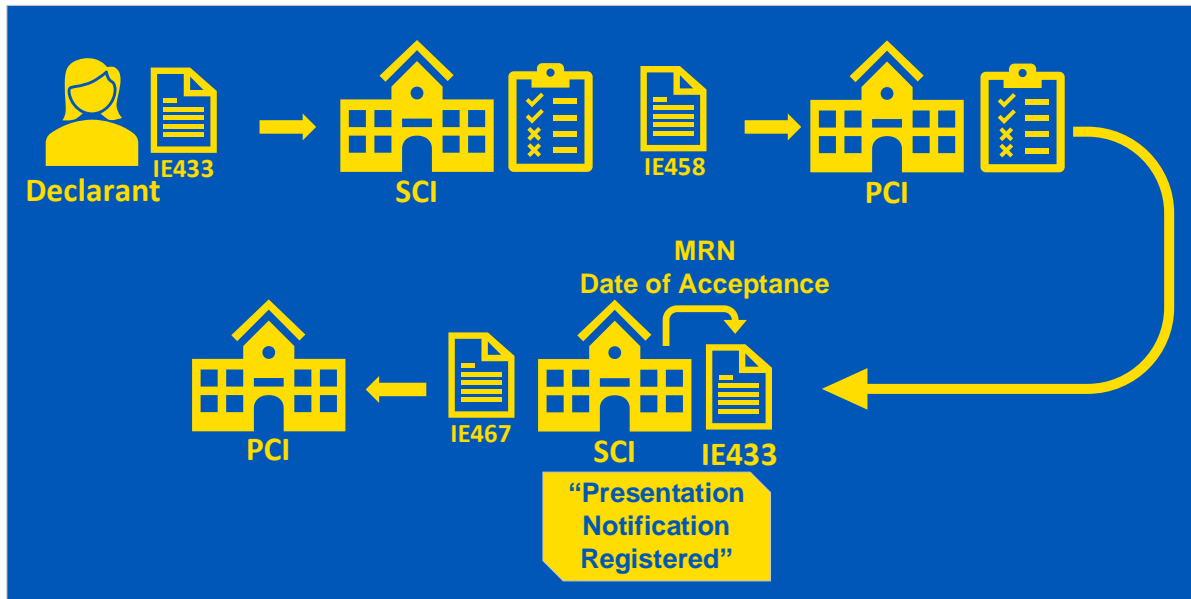 IE433
Declarant
SCI
IE458
PCI
MRN
Date of Acceptance
PCI
IE467
SCI
IE433
“Presentation
Notification
Registered”